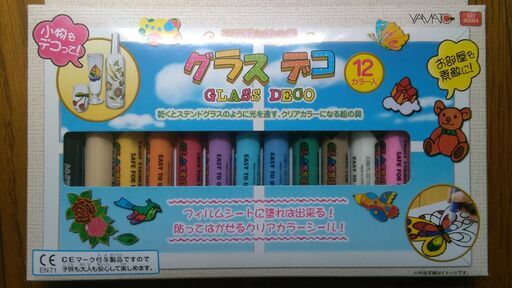 小物も
デコって!
YAMATO
ART SERIES
グラス デコ
GLASS DECO
12
カラー入
お部屋も
素敵に!
乾くとステンドグラスのように光を通す、クリアカラーになる絵の具
GLASS
SAFE FOR
EASY TO U
フィルムシートに塗れば出来る!
貼ってはがせるクリアカラーシール!
CE
EN71
CEマーク付与製品ですので
子供も大人も安心して楽しめます。
※作品写真はイメージです。